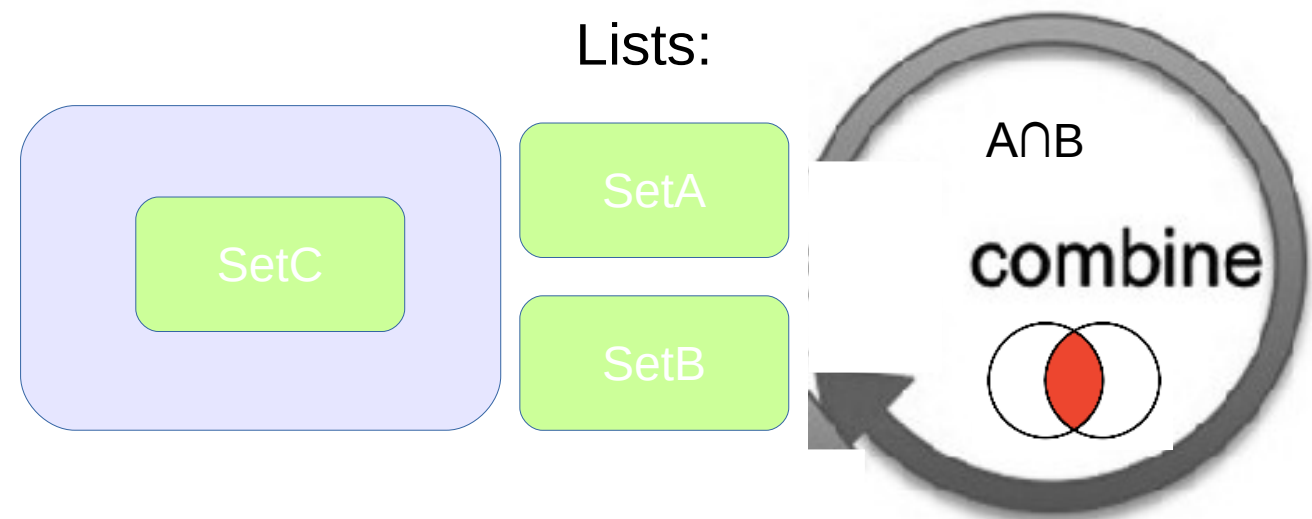 Lists:
SetC
SetA
SetB
A∩B
combine